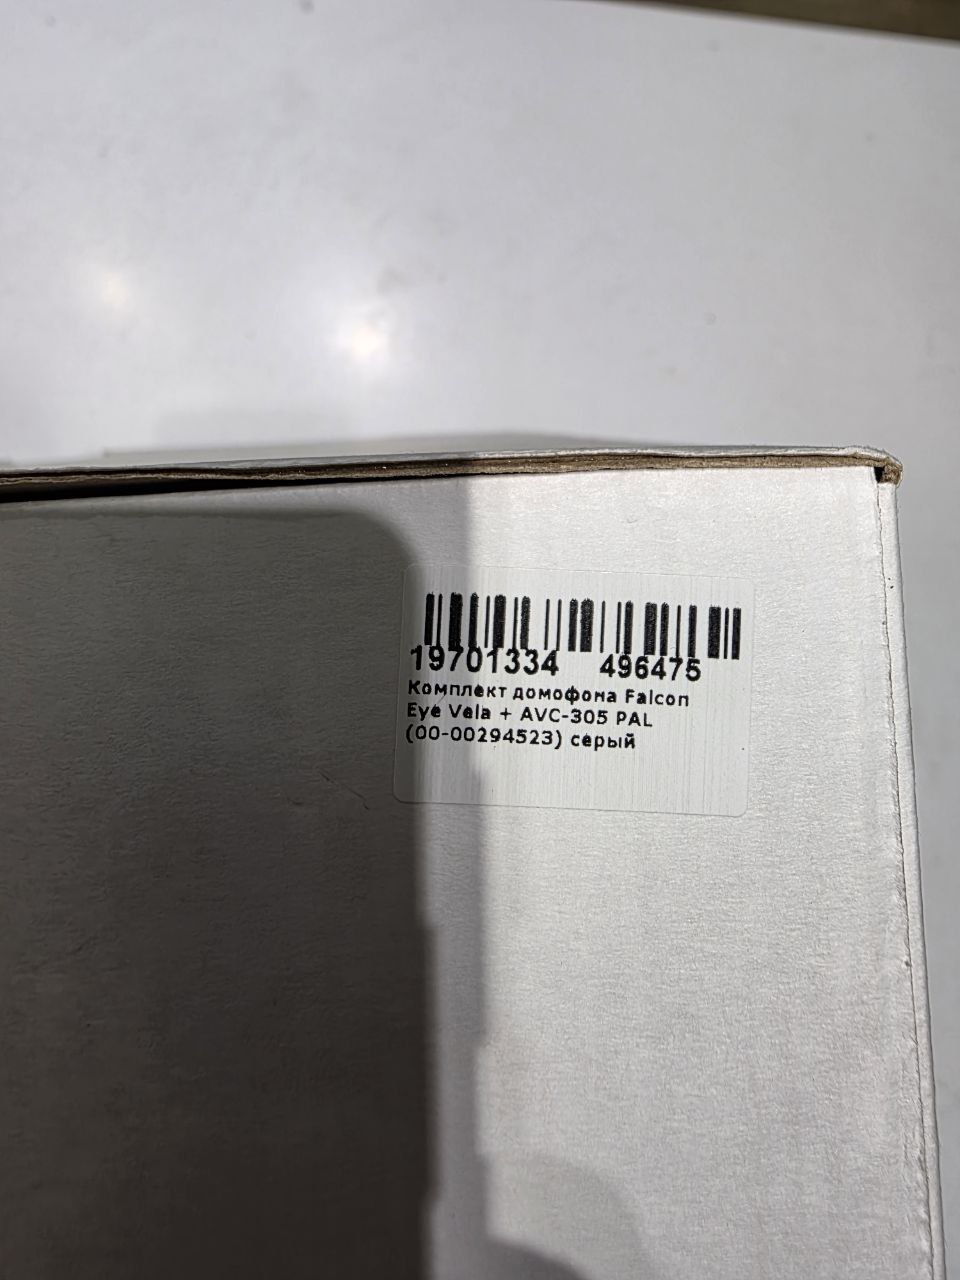 19701334 496475
Комплект домофона Falcon
Eye Vela + AVC-305 PAL
(00-00294523) серый